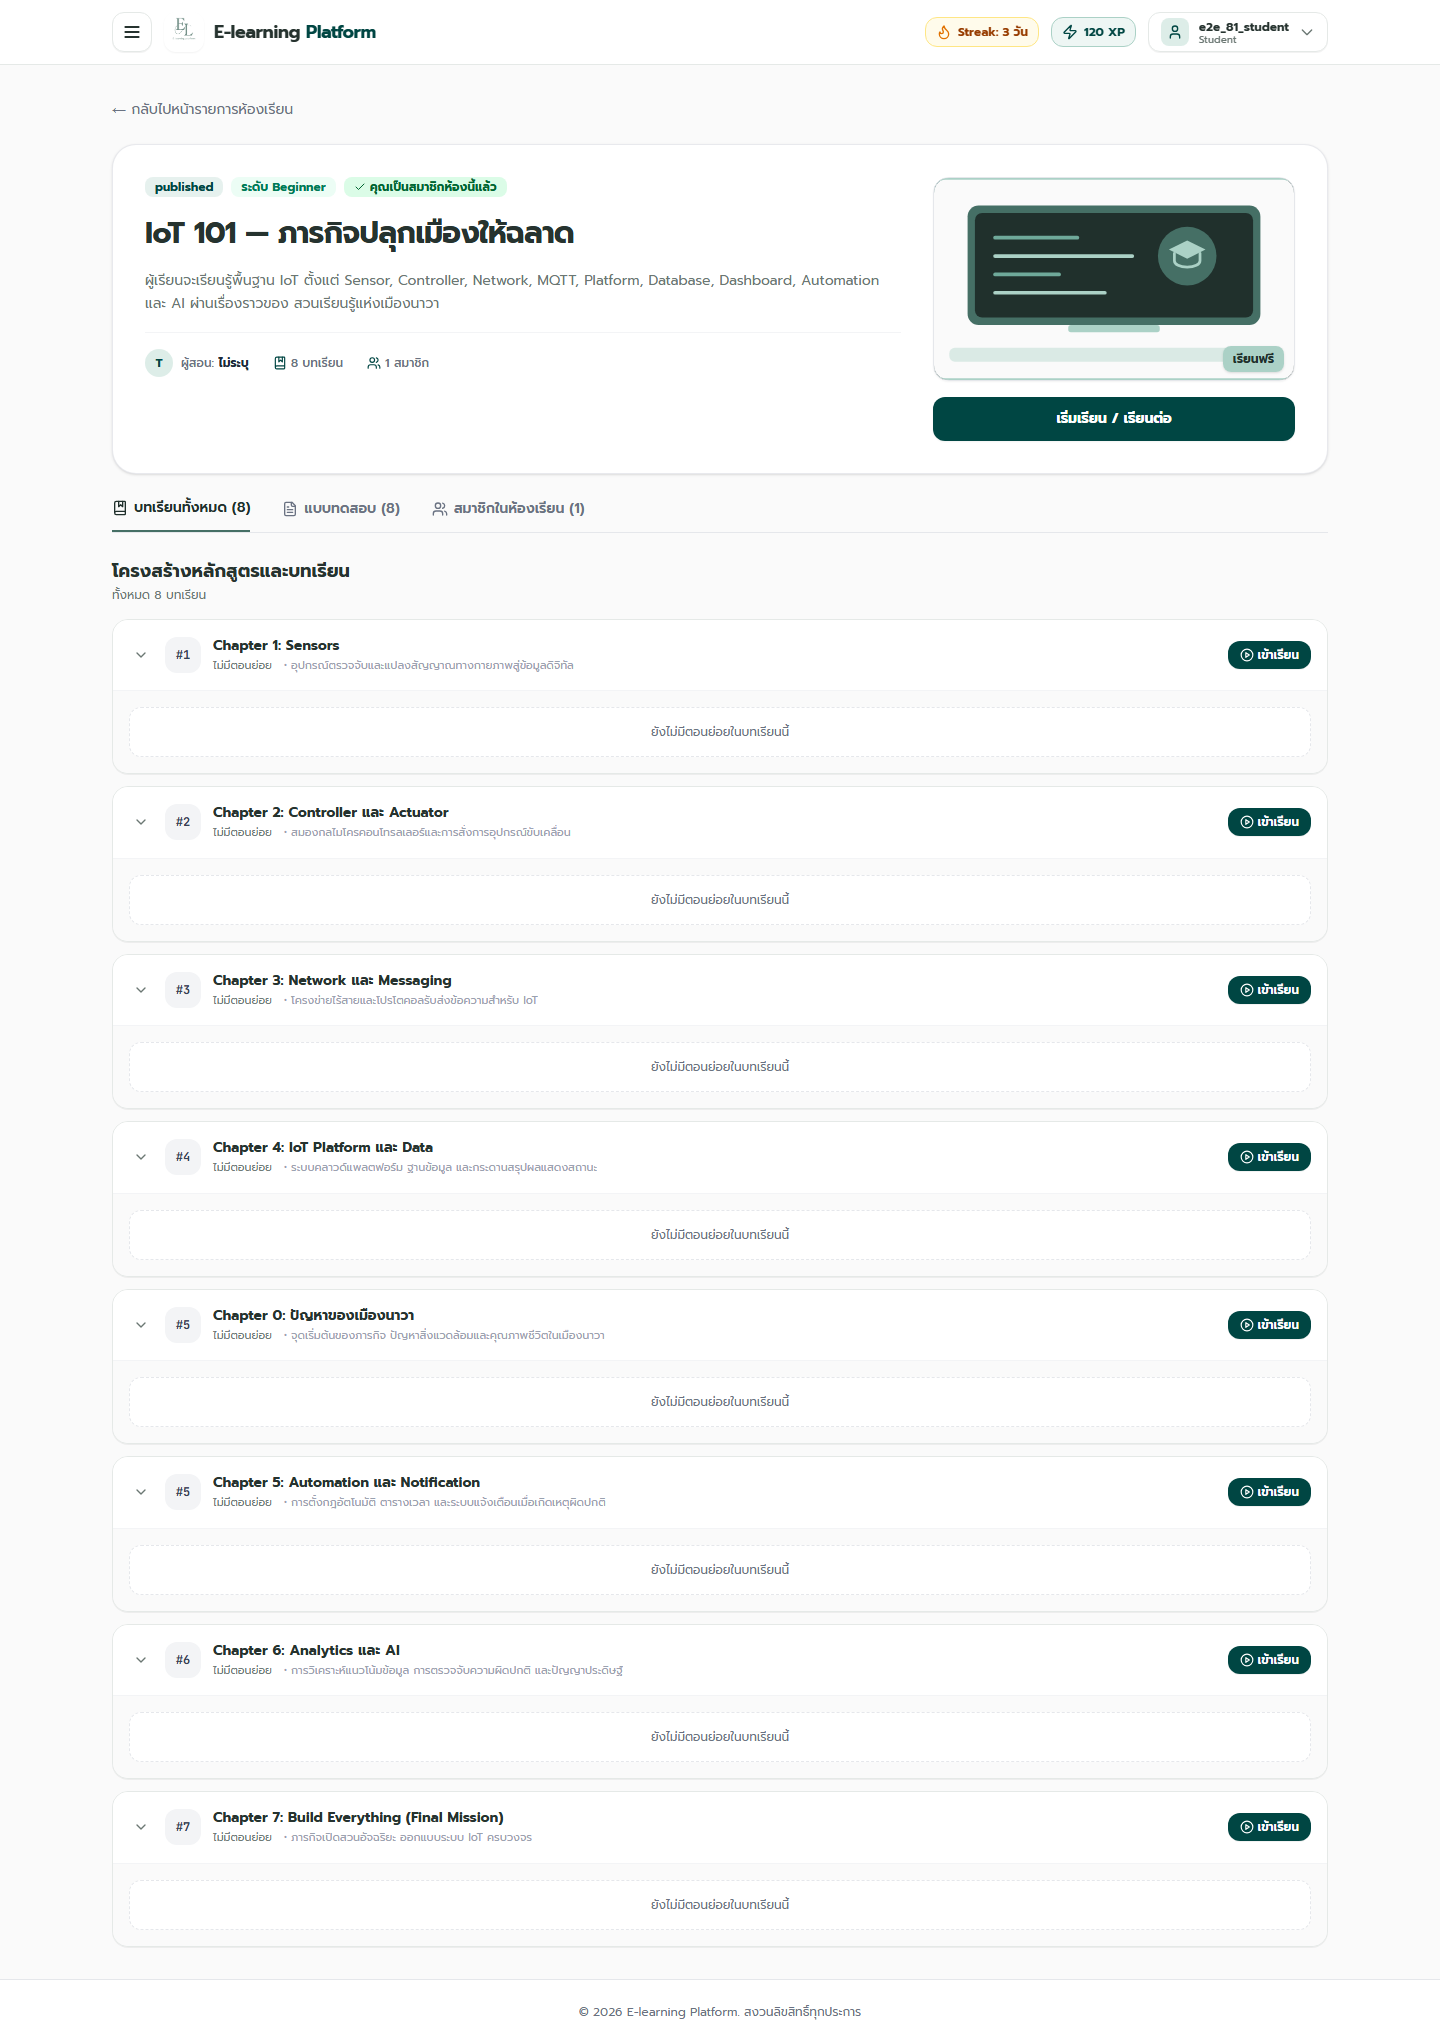 EL
E-learning Platform
Streak: 3 วัน
120 XP
e2e_81_student
Student
← กลับไปหน้ารายการห้องเรียน
published
ระดับ Beginner
คุณเป็นสมาชิกห้องนี้แล้ว
IoT 101 — ภารกิจปลุกเมืองให้ฉลาด
ผู้เรียนจะเรียนรู้พื้นฐาน IoT ตั้งแต่ Sensor, Controller, Network, MQTT, Platform, Database, Dashboard, Automation
และ AI ผ่านเรื่องราวของ สวนเรียนรู้แห่งเมืองนาวา
T
ผู้สอน: ไม่ระบุ
8 บทเรียน
1 สมาชิก
เรียนฟรี
เริ่มเรียน / เรียนต่อ
บทเรียนทั้งหมด (8)
แบบทดสอบ (8)
สมาชิกในห้องเรียน (1)
โครงสร้างหลักสูตรและบทเรียน
ทั้งหมด 8 บทเรียน
#1
Chapter 1: Sensors
ไม่มีตอนย่อย • อุปกรณ์ตรวจจับและแปลงสัญญาณทางกายภาพสู่ข้อมูลดิจิทัล
เข้าเรียน
ยังไม่มีตอนย่อยในบทเรียนนี้
#2
Chapter 2: Controller และ Actuator
ไม่มีตอนย่อย • สมองกลไมโครคอนโทรลเลอร์และการสั่งการอุปกรณ์ขับเคลื่อน
เข้าเรียน
ยังไม่มีตอนย่อยในบทเรียนนี้
#3
Chapter 3: Network และ Messaging
ไม่มีตอนย่อย • โครงข่ายไร้สายและโปรโตคอลรับส่งข้อความสำหรับ IoT
เข้าเรียน
ยังไม่มีตอนย่อยในบทเรียนนี้
#4
Chapter 4: IoT Platform และ Data
ไม่มีตอนย่อย • ระบบคลาวด์แพลตฟอร์ม ฐานข้อมูล และกระดานสรุปผลแสดงสถานะ
เข้าเรียน
ยังไม่มีตอนย่อยในบทเรียนนี้
#5
Chapter 0: ปัญหาของเมืองนาวา
ไม่มีตอนย่อย • จุดเริ่มต้นของภารกิจ ปัญหาสิ่งแวดล้อมและคุณภาพชีวิตในเมืองนาวา
เข้าเรียน
ยังไม่มีตอนย่อยในบทเรียนนี้
#5
Chapter 5: Automation และ Notification
ไม่มีตอนย่อย • การตั้งกฎอัตโนมัติ ตารางเวลา และระบบแจ้งเตือนเมื่อเกิดเหตุผิดปกติ
เข้าเรียน
ยังไม่มีตอนย่อยในบทเรียนนี้
#6
Chapter 6: Analytics และ AI
ไม่มีตอนย่อย • การวิเคราะห์แนวโน้มข้อมูล การตรวจจับความผิดปกติ และปัญญาประดิษฐ์
เข้าเรียน
ยังไม่มีตอนย่อยในบทเรียนนี้
#7
Chapter 7: Build Everything (Final Mission)
ไม่มีตอนย่อย • ภารกิจเปิดสวนอัจฉริยะ ออกแบบระบบ IoT ครบวงจร
เข้าเรียน
ยังไม่มีตอนย่อยในบทเรียนนี้
© 2026 E-learning Platform. สงวนลิขสิทธิ์ทุกประการ